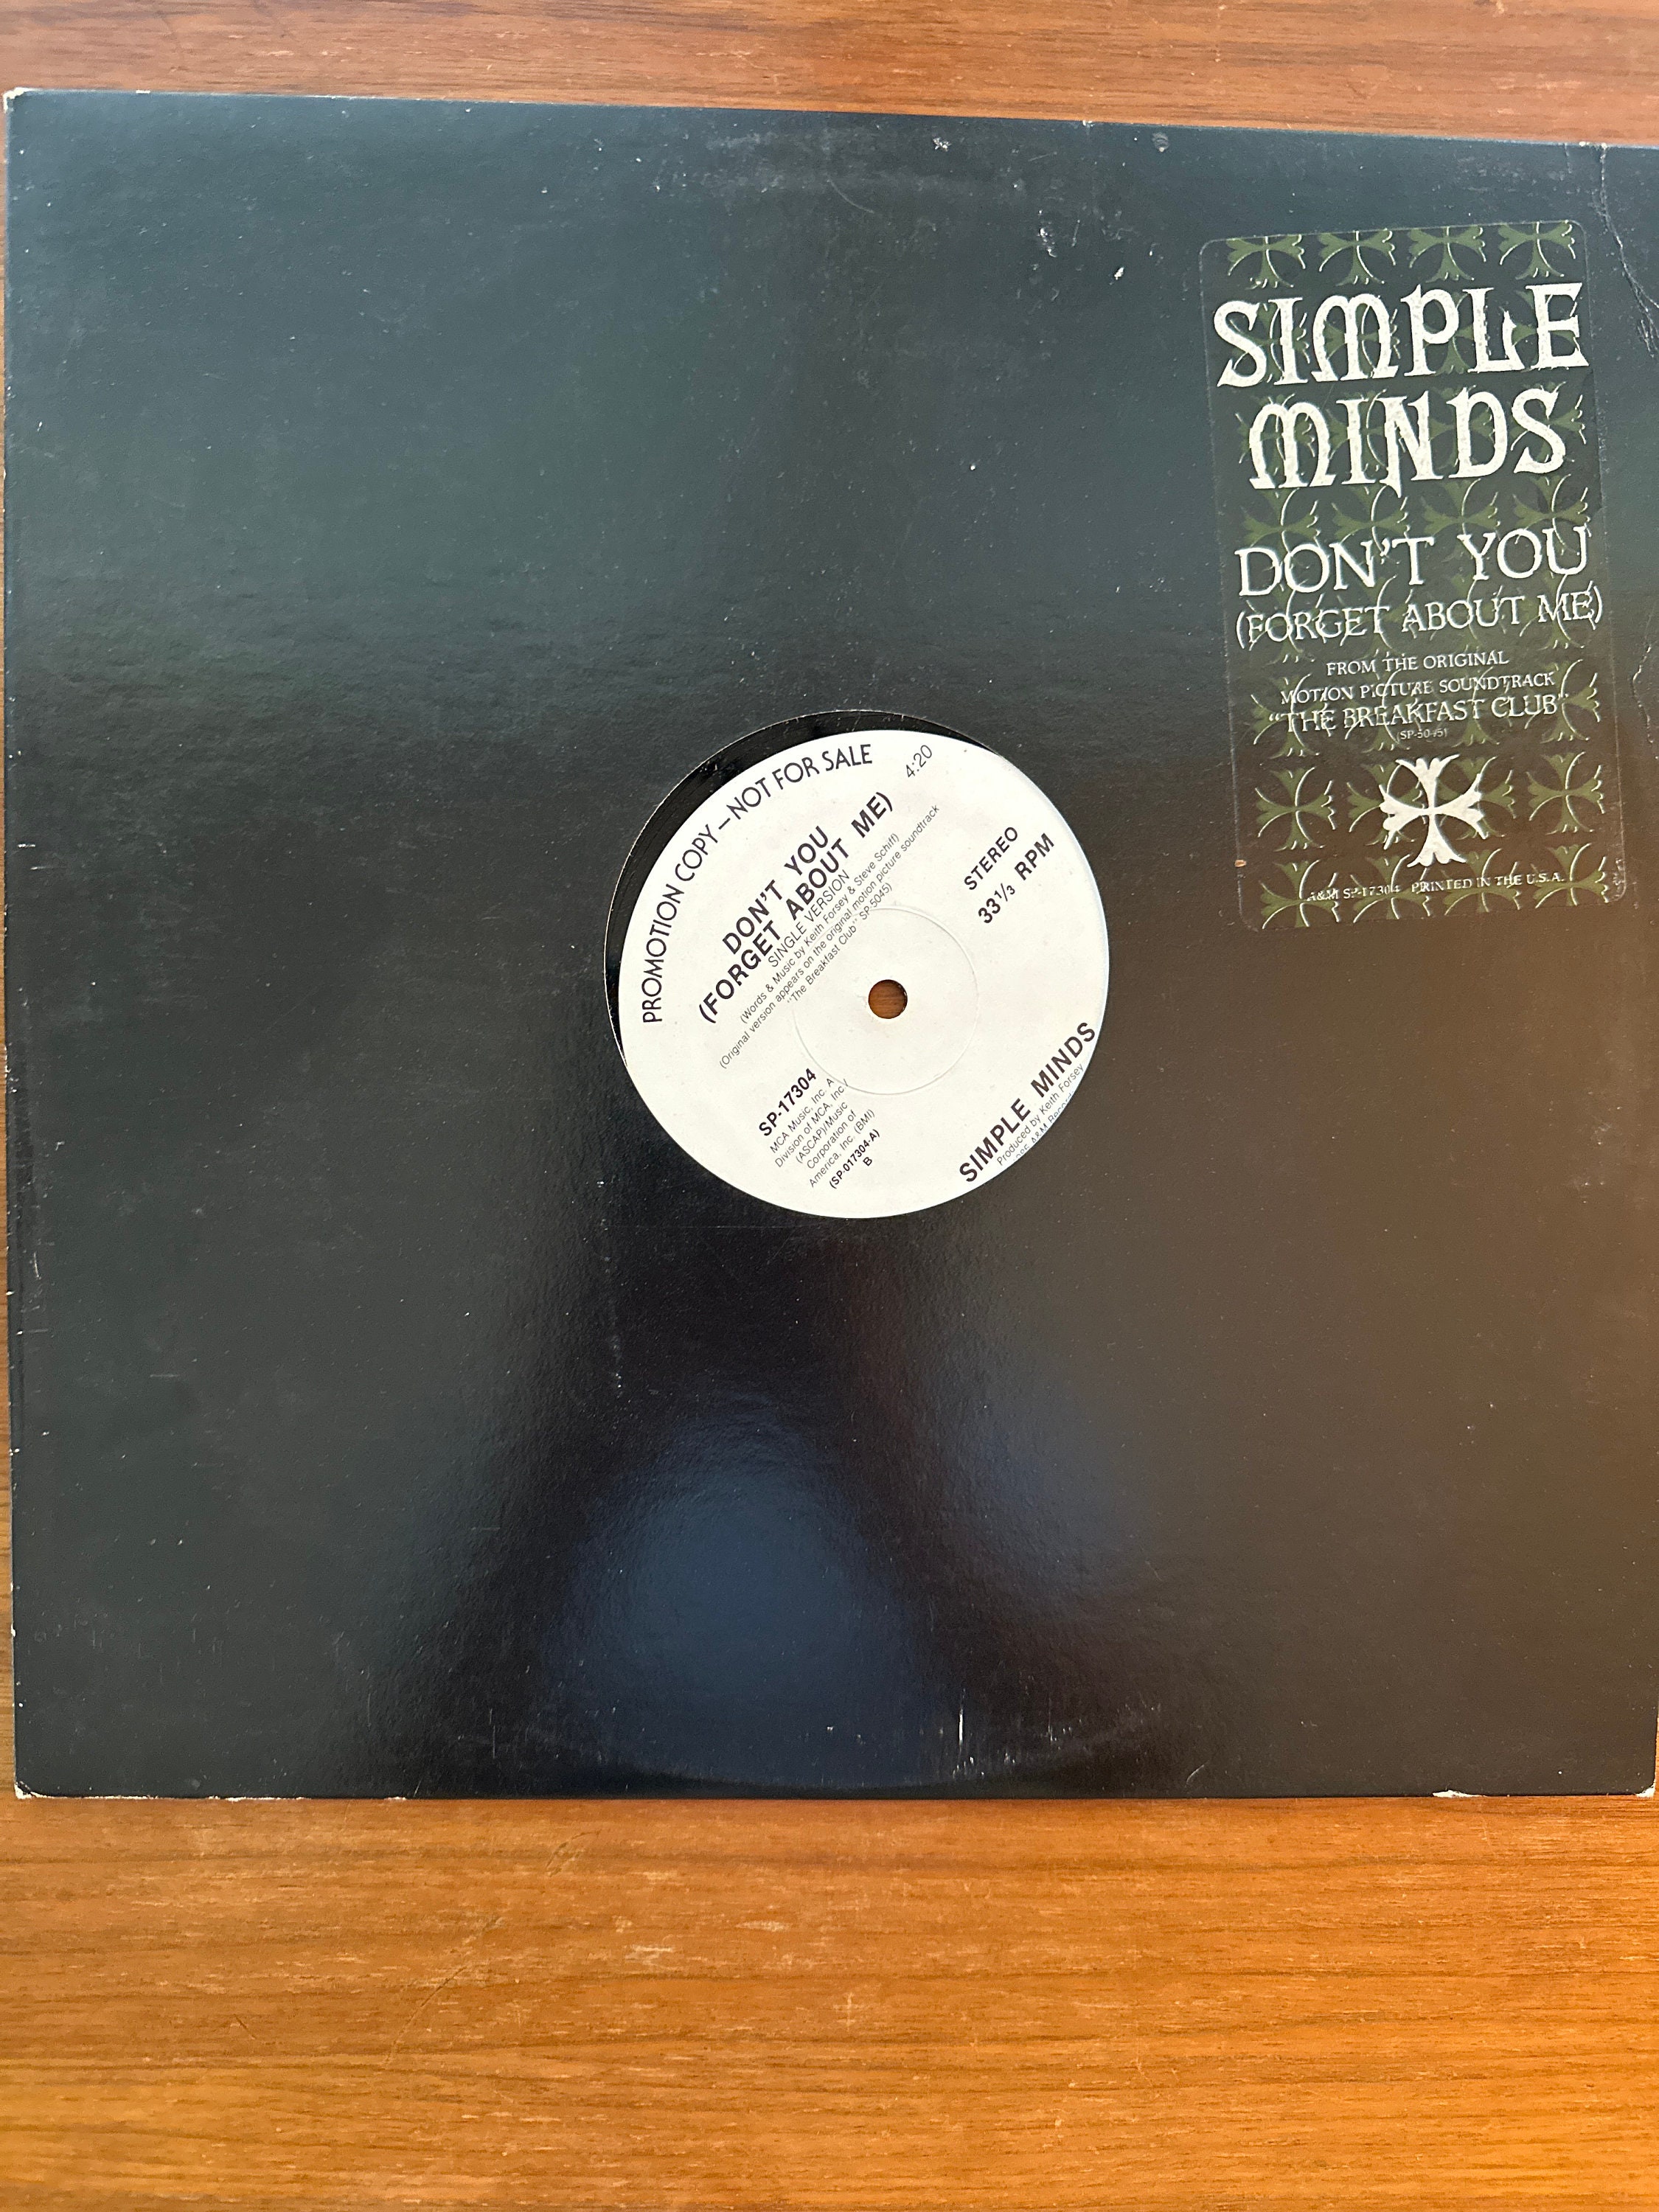 SIMPLE
MINDS
DON'T YOU
(FORGET ABOUT ME)
FROM THE ORIGINAL
MOTION PICTURE SOUNDTRACK
"THE BREAKFAST CLUB"
(SP-5045)
A&M SP-17304 PRINTED IN THE U.S.A.
PROMOTION COPY – NOT FOR SALE
4:20
DON'T YOU
(FORGET ABOUT ME)
SINGLE VERSION
(Words & Music by Keith Forsey & Steve Schiff)
(Original version appears on the original motion picture soundtrack
"The Breakfast Club" SP-5045)
STEREO
33 1/3 RPM
SP-17304
MCA Music, Inc. A
Division of MCA, Inc./
(ASCAP)/Music
Corporation of
America, Inc. (BMI)
(SP-017304-A)
B
SIMPLE MINDS
Produced by Keith Forsey
A&M